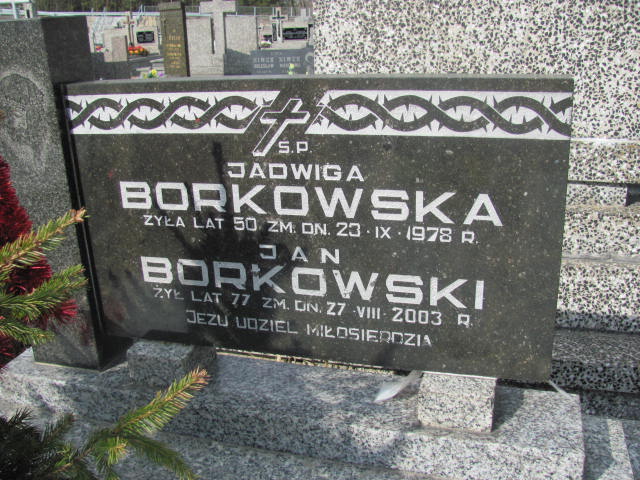 Ś.P.
JADWIGA
BORKOWSKA
ŻYŁA LAT 50 ZM. DN. 23 · IX · 1978 R.
JAN
BORKOWSKI
ŻYŁ LAT 77 ZM. DN. 27 · VIII · 2003 R.
JEZU UDZIEL MIŁOSIERDZIA